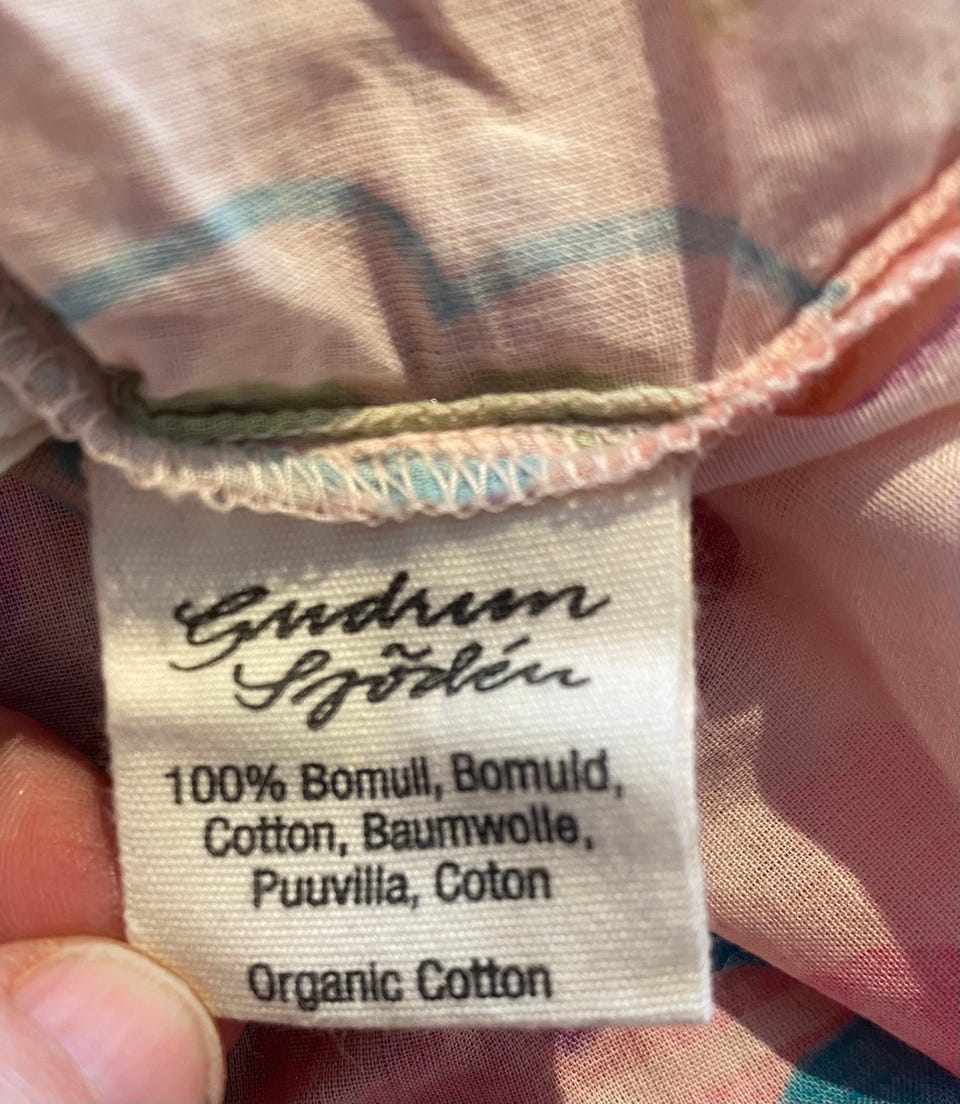 Gudrun
Sjödén
100% Bomull, Bomuld,
Cotton, Baumwolle,
Puuvilla, Coton
Organic Cotton